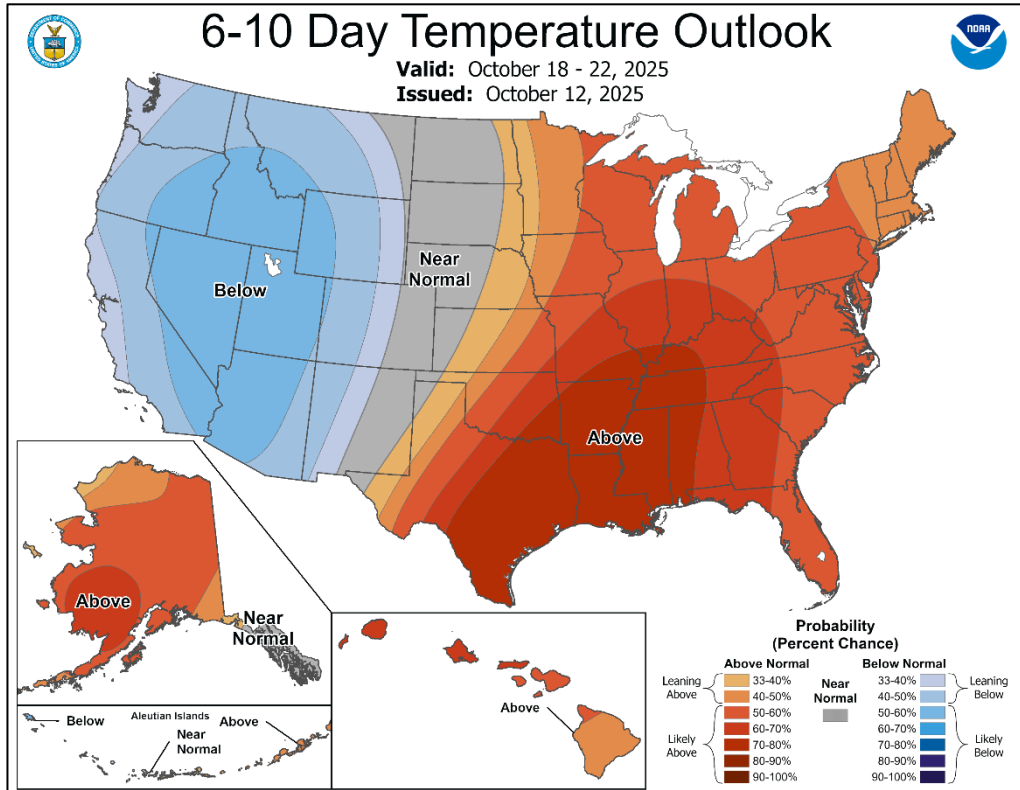 6-10 Day Temperature Outlook
Valid: October 18 - 22, 2025
Issued: October 12, 2025
NOAA
Near
Normal
Below
Above
Above
Near
Normal
Below
Aleutian Islands
Above
Near
Normal
Above
Probability
(Percent Chance)
Above Normal
Below Normal
Leaning
Above
33-40%
40-50%
Near
Normal
33-40%
40-50%
Leaning
Below
Likely
Above
50-60%
60-70%
70-80%
80-90%
90-100%
50-60%
60-70%
70-80%
80-90%
90-100%
Likely
Below